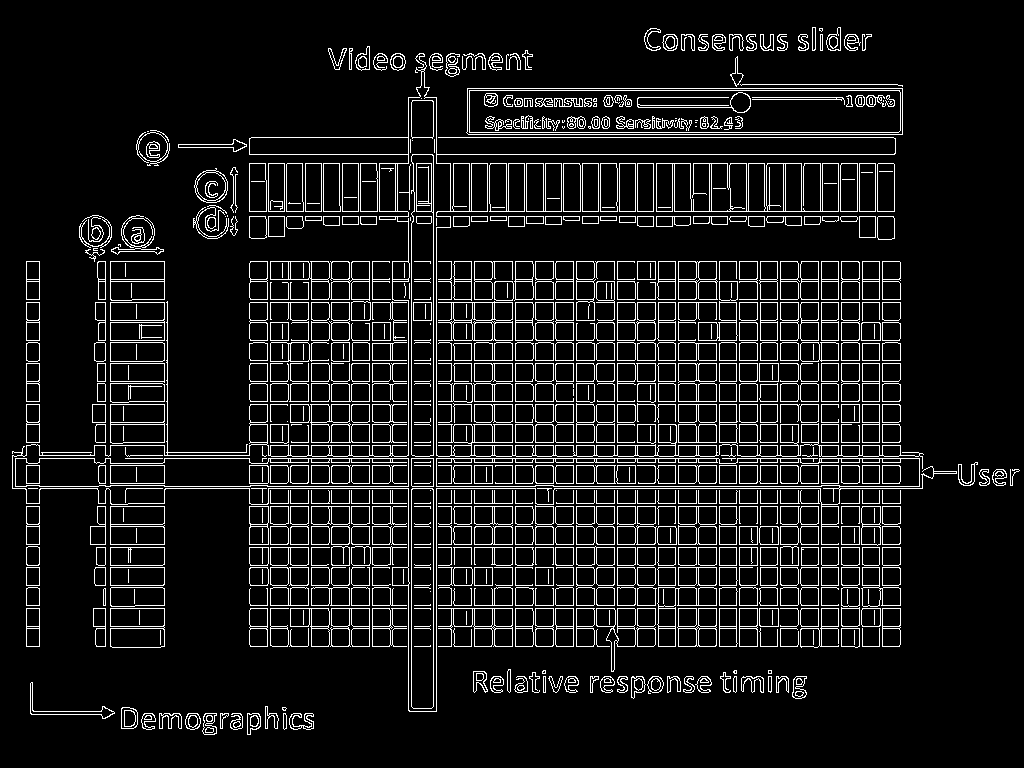 Consensus slider
Video segment
Consensus: 0% 100%
Specificity:80.00 Sensitivity:82.43
e
c
d
b a
User
Relative response timing
Demographics